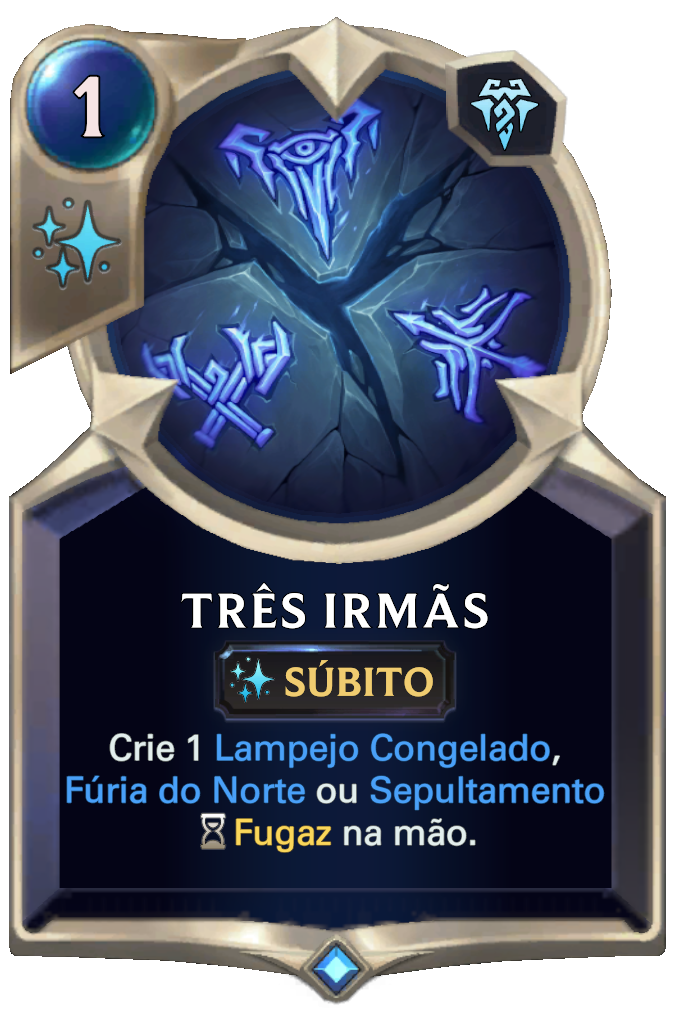 1
TRÊS IRMÃS
SÚBITO
Crie 1 Lampejo Congelado,
Fúria do Norte ou Sepultamento
Fugaz na mão.